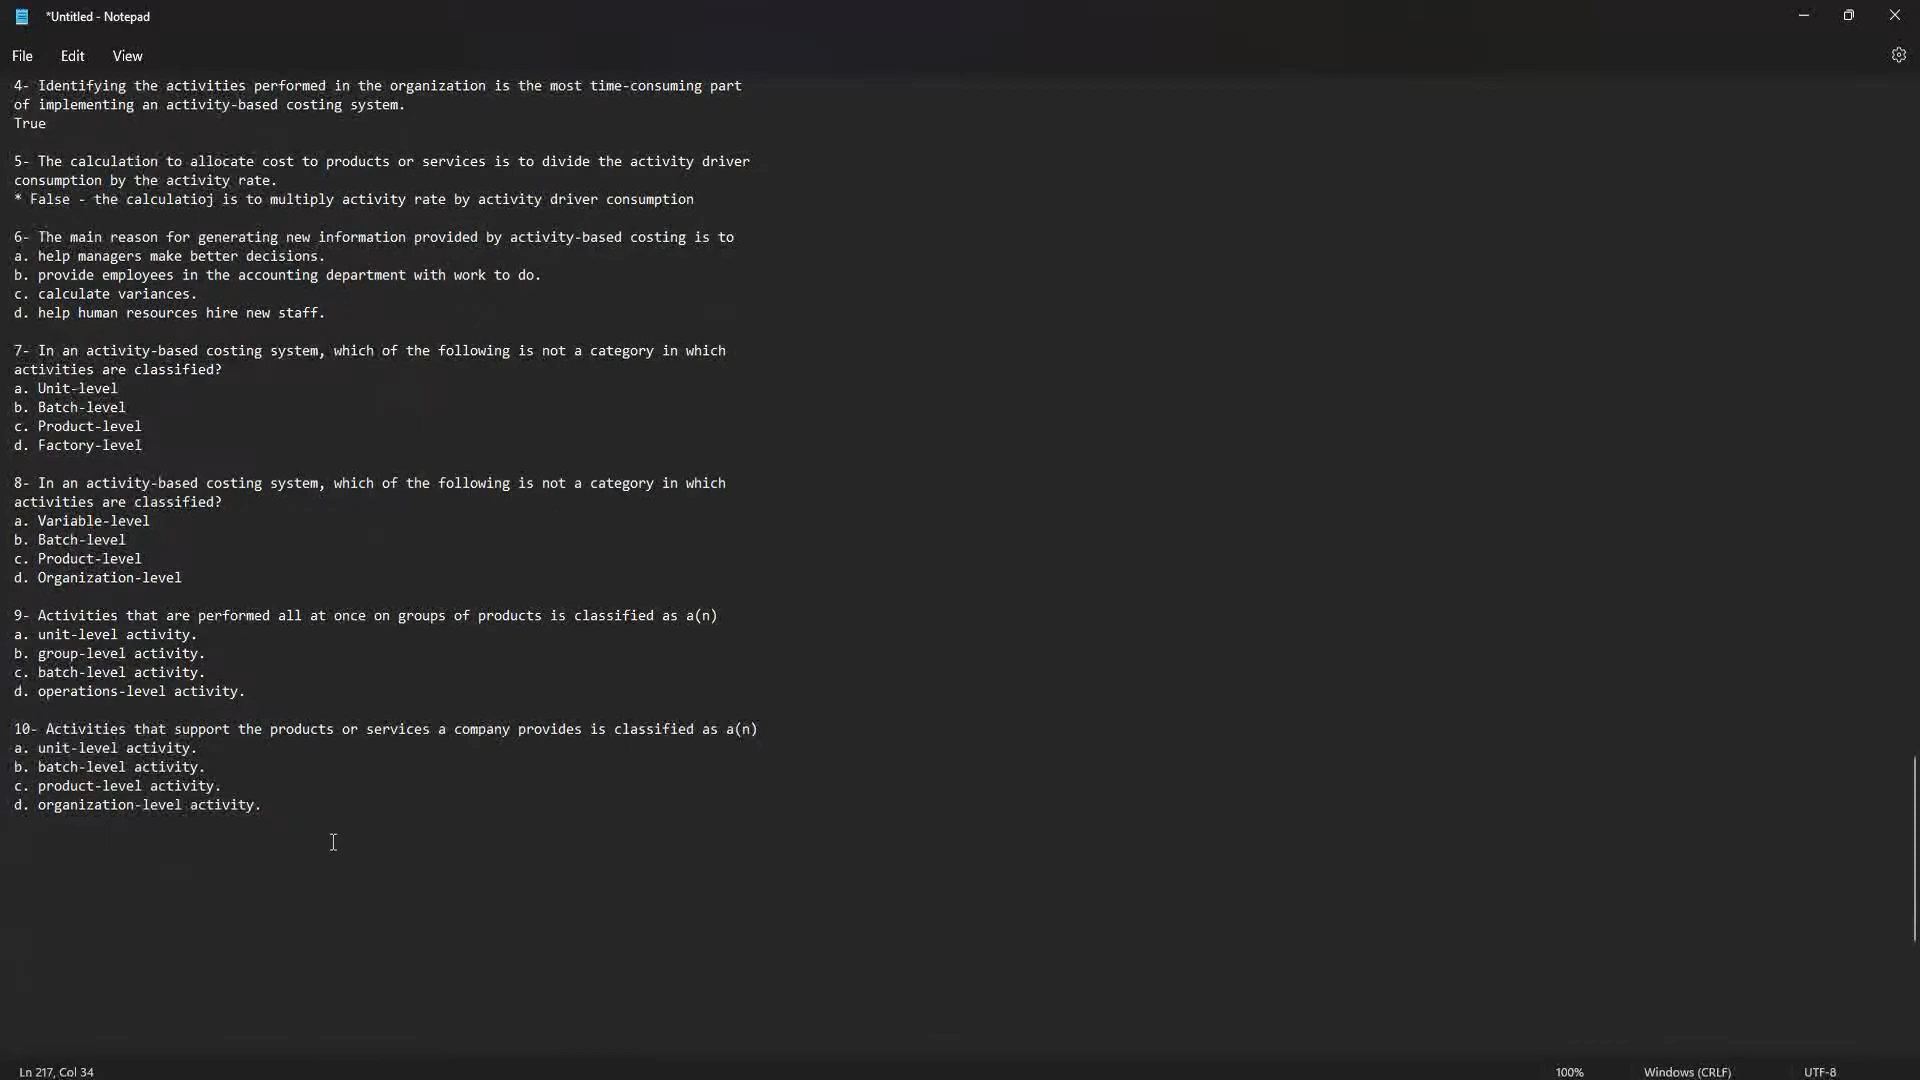 *Untitled - Notepad
File Edit View
4- Identifying the activities performed in the organization is the most time-consuming part
of implementing an activity-based costing system.
True
5- The calculation to allocate cost to products or services is to divide the activity driver
consumption by the activity rate.
* False - the calculatioj is to multiply activity rate by activity driver consumption
6- The main reason for generating new information provided by activity-based costing is to
a. help managers make better decisions.
b. provide employees in the accounting department with work to do.
c. calculate variances.
d. help human resources hire new staff.
7- In an activity-based costing system, which of the following is not a category in which
activities are classified?
a. Unit-level
b. Batch-level
c. Product-level
d. Factory-level
8- In an activity-based costing system, which of the following is not a category in which
activities are classified?
a. Variable-level
b. Batch-level
c. Product-level
d. Organization-level
9- Activities that are performed all at once on groups of products is classified as a(n)
a. unit-level activity.
b. group-level activity.
c. batch-level activity.
d. operations-level activity.
10- Activities that support the products or services a company provides is classified as a(n)
a. unit-level activity.
b. batch-level activity.
c. product-level activity.
d. organization-level activity.
Ln 217, Col 34 100% Windows (CRLF) UTF-8